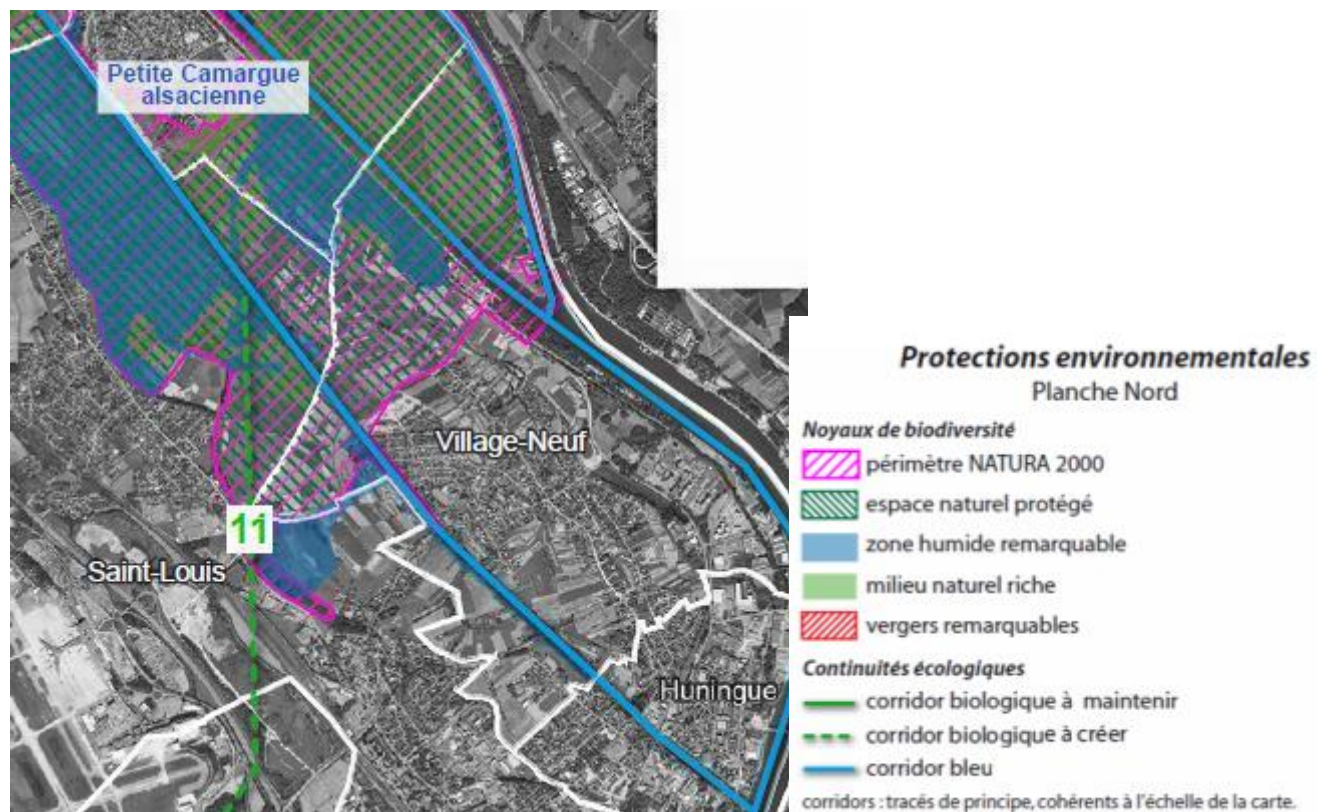 Petite Camargue
alsacienne
Village-Neuf
11
Saint-Louis
Huningue
Protections environnementales
Planche Nord
Noyaux de biodiversité
périmètre NATURA 2000
espace naturel protégé
zone humide remarquable
milieu naturel riche
vergers remarquables
Continuités écologiques
corridor biologique à maintenir
corridor biologique à créer
corridor bleu
corridors : tracés de principe, cohérents à l'échelle de la carte.